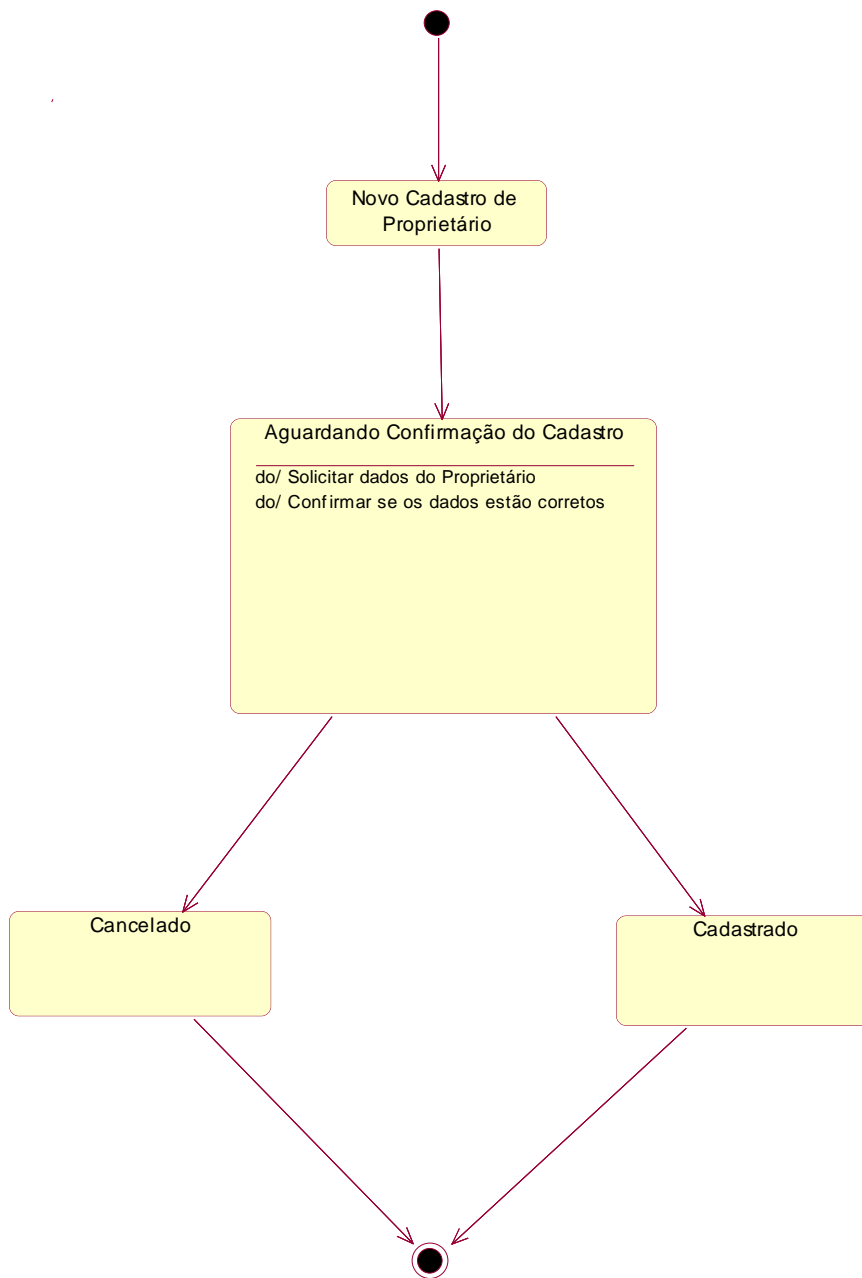 Novo Cadastro de
Proprietário
Aguardando Confirmação do Cadastro
do/ Solicitar dados do Proprietário
do/ Confirmar se os dados estão corretos
Cancelado
Cadastrado